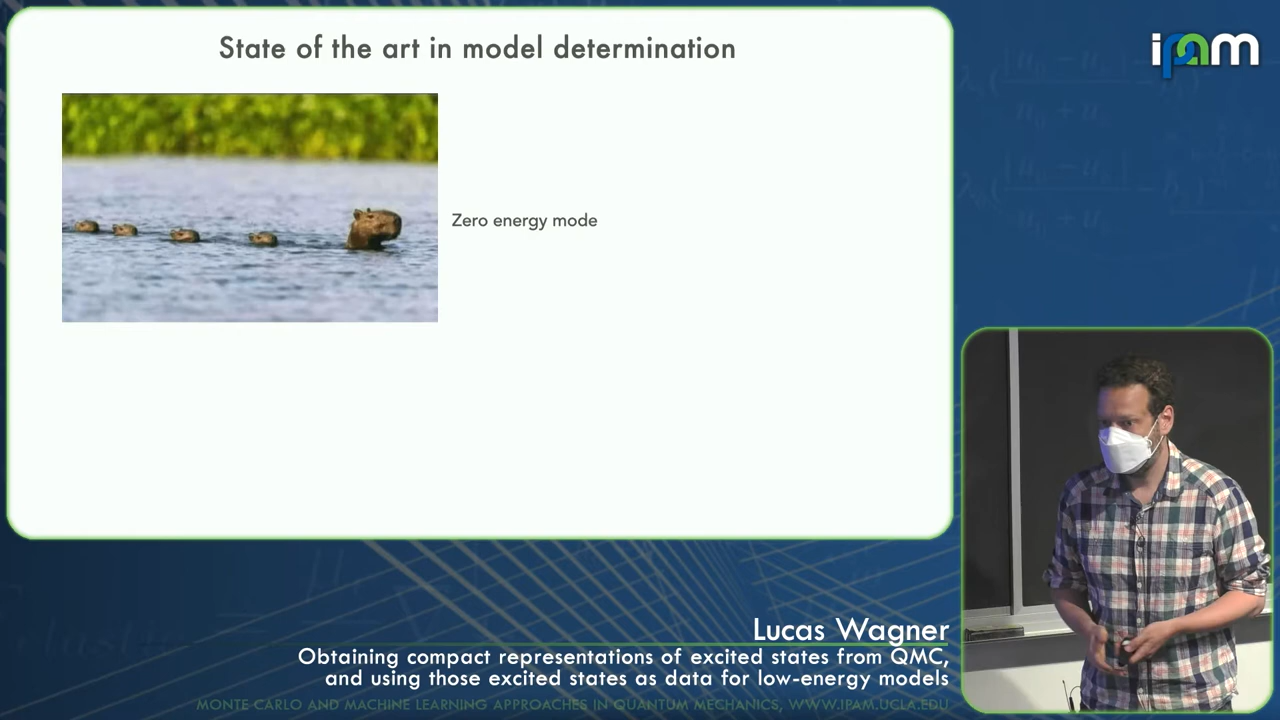 State of the art in model determination
ipam
Zero energy mode
Lucas Wagner
Obtaining compact representations of excited states from QMC,
and using those excited states as data for low-energy models
MONTE CARLO AND MACHINE LEARNING APPROACHES IN QUANTUM MECHANICS, WWW.IPAM.UCLA.EDU